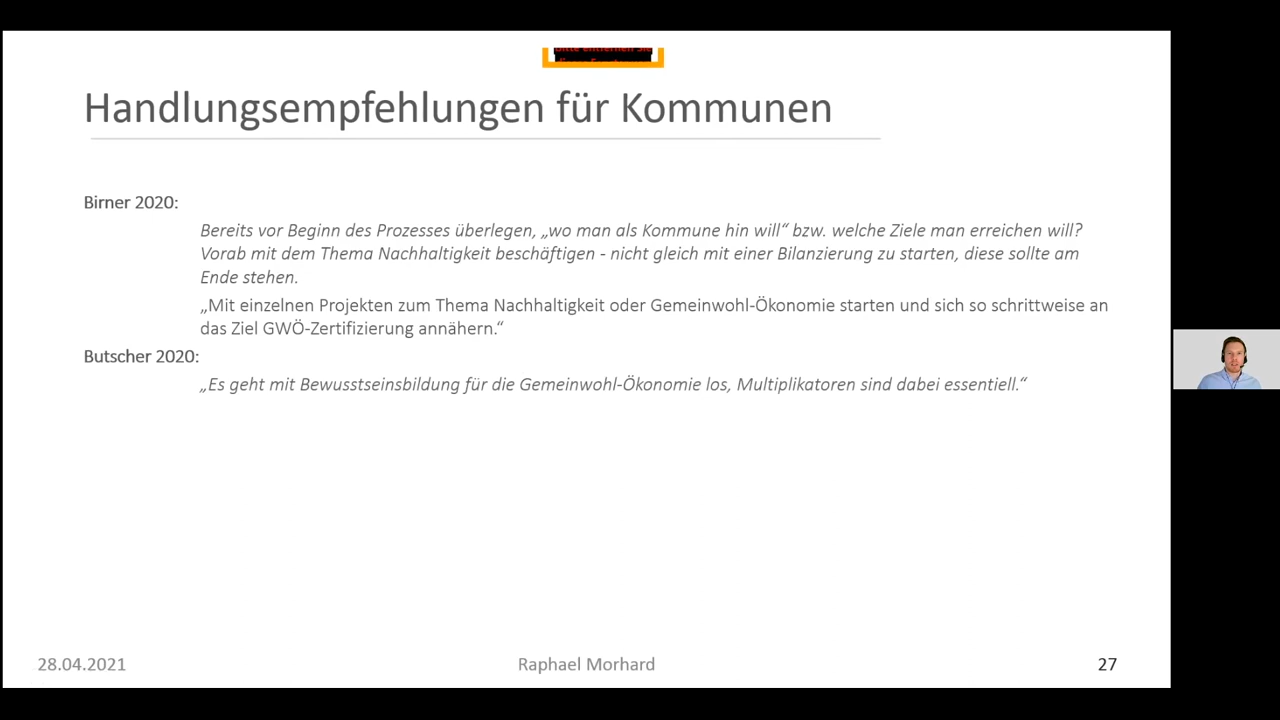 Bitte entfernen Sie
Handlungsempfehlungen für Kommunen
Birner 2020:
Bereits vor Beginn des Prozesses überlegen, „wo man als Kommune hin will“ bzw. welche Ziele man erreichen will?
Vorab mit dem Thema Nachhaltigkeit beschäftigen - nicht gleich mit einer Bilanzierung zu starten, diese sollte am
Ende stehen.
„Mit einzelnen Projekten zum Thema Nachhaltigkeit oder Gemeinwohl-Ökonomie starten und sich so schrittweise an
das Ziel GWÖ-Zertifizierung annähern.“
Butscher 2020:
„Es geht mit Bewusstseinsbildung für die Gemeinwohl-Ökonomie los, Multiplikatoren sind dabei essentiell.“
28.04.2021
Raphael Morhard
27